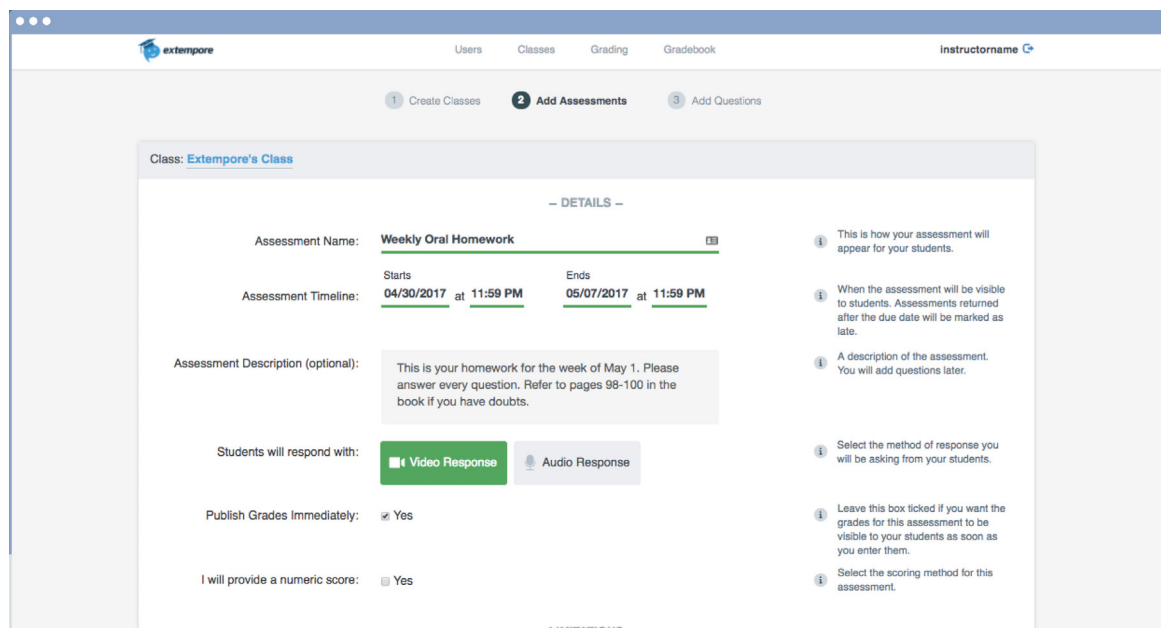 extempore
Users Classes Grading Gradebook
instructorname
1 Create Classes 2 Add Assessments 3 Add Questions
Class: Extempore's Class
– DETAILS –
Assessment Name: Weekly Oral Homework
This is how your assessment will
appear for your students.
Starts Ends
Assessment Timeline: 04/30/2017 at 11:59 PM 05/07/2017 at 11:59 PM
When the assessment will be visible
to students. Assessments returned
after the due date will be marked as
late.
Assessment Description (optional):
This is your homework for the week of May 1. Please
answer every question. Refer to pages 98-100 in the
book if you have doubts.
A description of the assessment.
You will add questions later.
Students will respond with: Video Response Audio Response
Select the method of response you
will be asking from your students.
Publish Grades Immediately: Yes
Leave this box ticked if you want the
grades for this assessment to be
visible to your students as soon as
you enter them.
I will provide a numeric score: Yes
Select the scoring method for this
assessment.